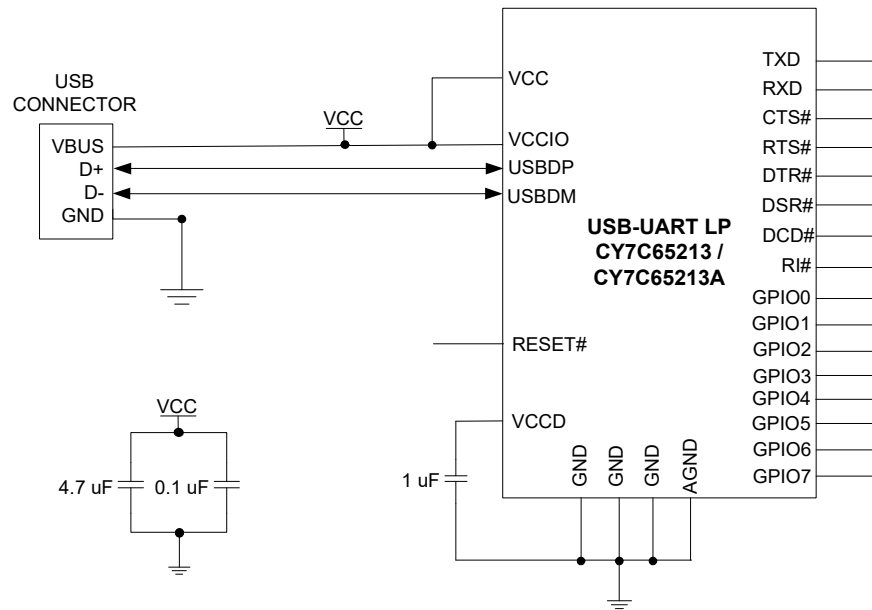 USB
CONNECTOR
VBUS
D+
D-
GND
VCC
VCC
VCCIO
USBDP
USBDM
RESET#
VCCD
USB-UART LP
CY7C65213 /
CY7C65213A
TXD
RXD
CTS#
RTS#
DTR#
DSR#
DCD#
RI#
GPIO0
GPIO1
GPIO2
GPIO3
GPIO4
GPIO5
GPIO6
GPIO7
GND
GND
GND
AGND
1 uF
VCC
4.7 uF
0.1 uF